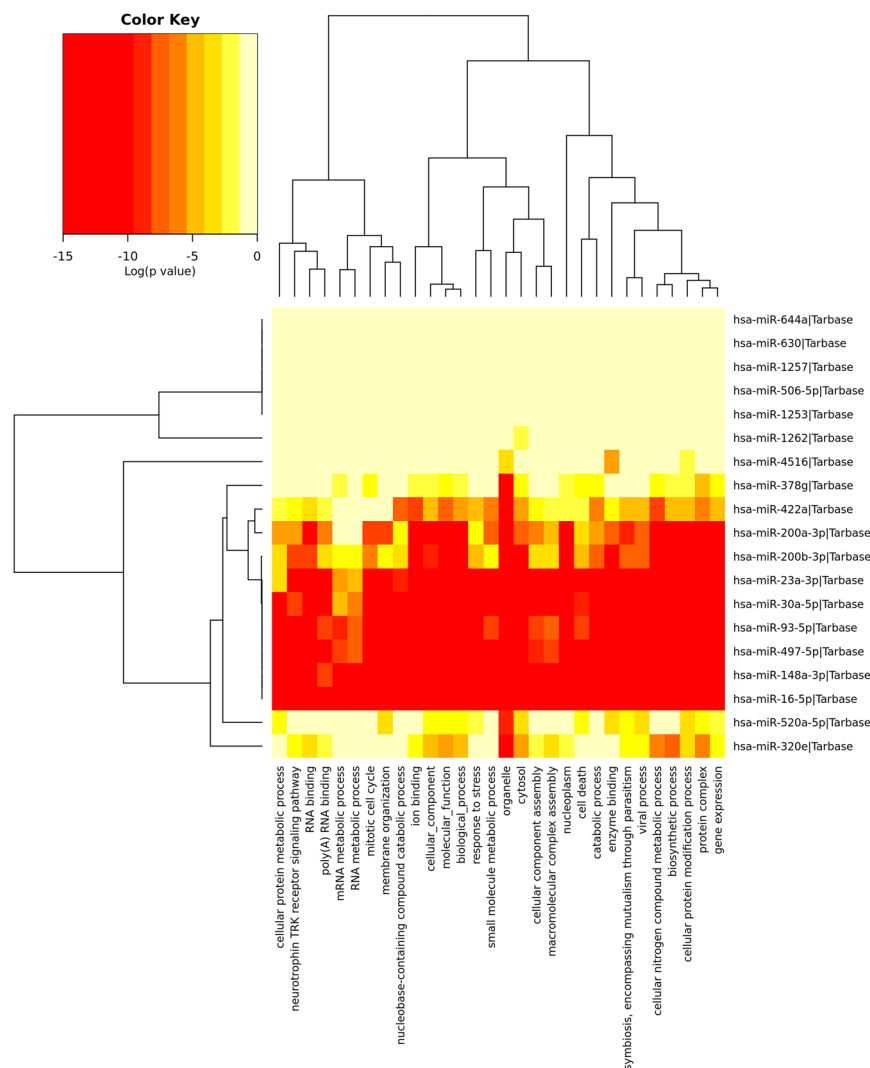 Color Key
-15
-10
-5
0
Log(p value)
hsa-miR-644a|Tarbase
hsa-miR-630|Tarbase
hsa-miR-1257|Tarbase
hsa-miR-506-5p|Tarbase
hsa-miR-1253|Tarbase
hsa-miR-1262|Tarbase
hsa-miR-4516|Tarbase
hsa-miR-378g|Tarbase
hsa-miR-422a|Tarbase
hsa-miR-200a-3p|Tarbase
hsa-miR-200b-3p|Tarbase
hsa-miR-23a-3p|Tarbase
hsa-miR-30a-5p|Tarbase
hsa-miR-93-5p|Tarbase
hsa-miR-497-5p|Tarbase
hsa-miR-148a-3p|Tarbase
hsa-miR-16-5p|Tarbase
hsa-miR-520a-5p|Tarbase
hsa-miR-320e|Tarbase
cellular protein metabolic process
neurotrophin TRK receptor signaling pathway
RNA binding
poly(A) RNA binding
mRNA metabolic process
RNA metabolic process
mitotic cell cycle
membrane organization
nucleobase-containing compound catabolic process
ion binding
cellular_component
molecular_function
biological_process
response to stress
small molecule metabolic process
organelle
cytosol
cellular component assembly
macromolecular complex assembly
nucleoplasm
cell death
catabolic process
enzyme binding
symbiosis, encompassing mutualism through parasitism
viral process
cellular nitrogen compound metabolic process
biosynthetic process
cellular protein modification process
protein complex
gene expression